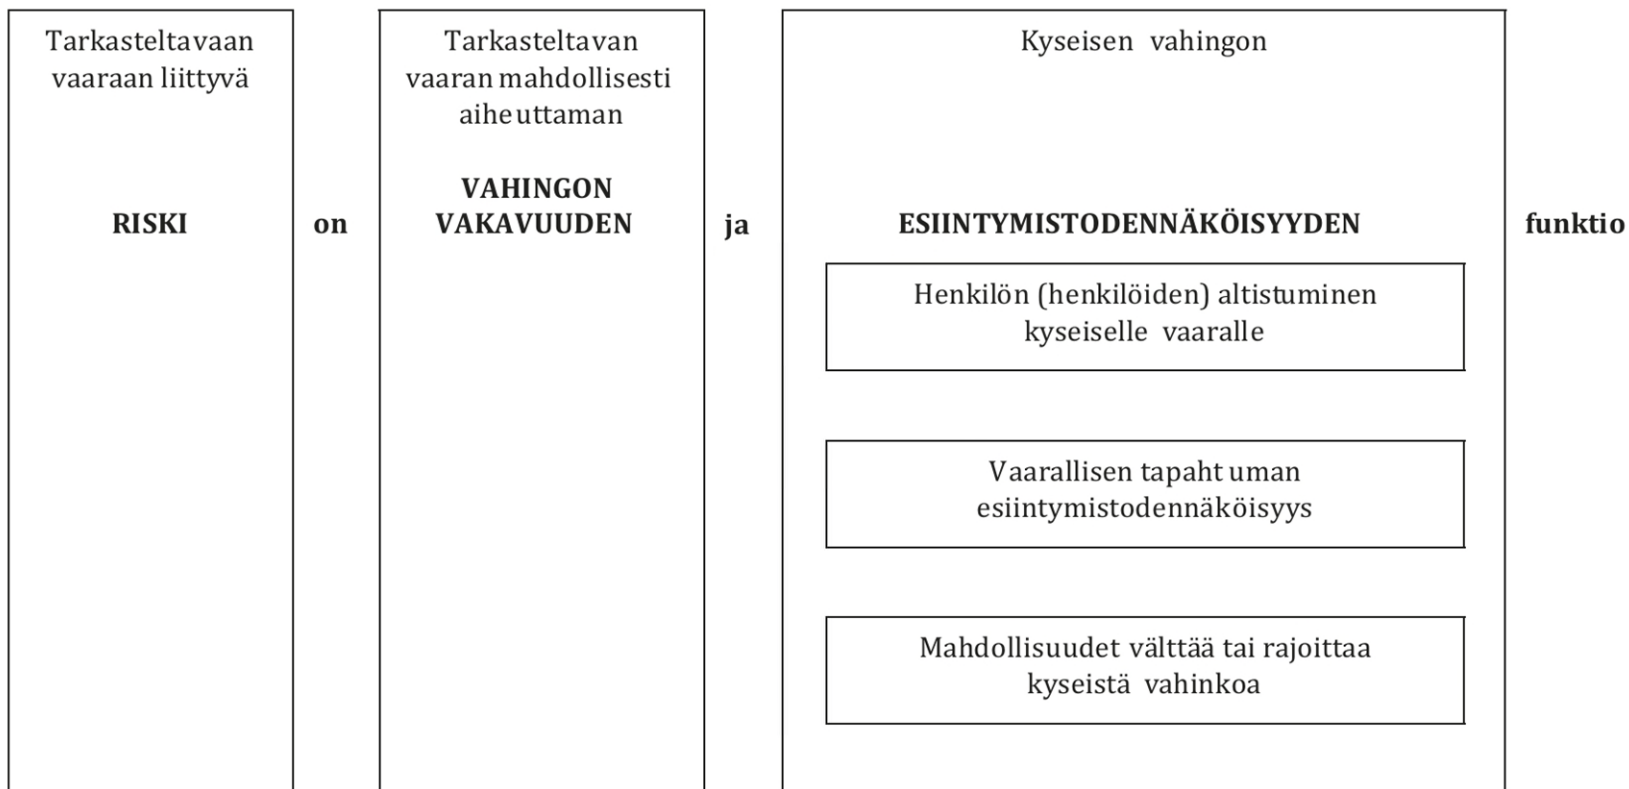 Tarkasteltavaan
vaaraan liittyvä
RISKI
on
Tarkasteltavan
vaaran mahdollisesti
aiheuttaman
VAHINGON
VAKAVUUDEN
ja
Kyseisen vahingon
ESIINTYMISTODENNÄKÖISYYDEN
Henkilön (henkilöiden) altistuminen
kyseiselle vaaralle
Vaarallisen tapahtuman
esiintymistodennäköisyys
Mahdollisuudet välttää tai rajoittaa
kyseistä vahinkoa
funktio